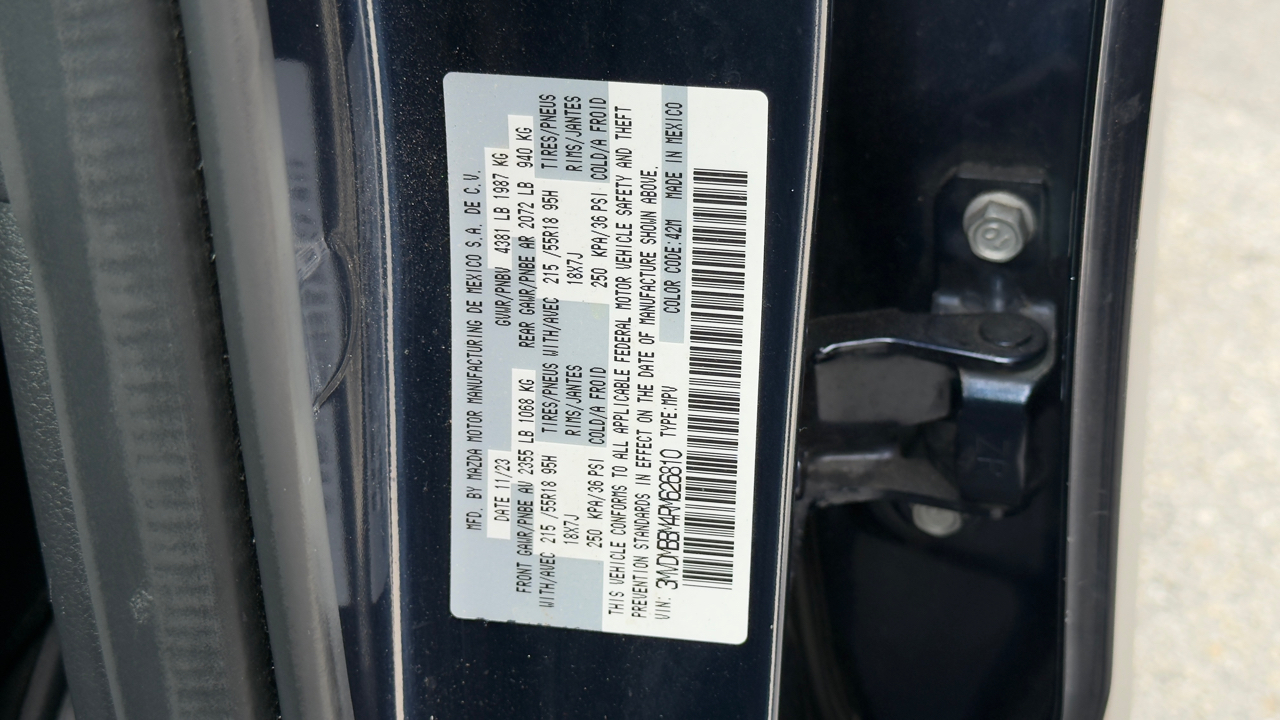 MFD. BY MAZDA MOTOR MANUFACTURING DE MEXICO S.A. DE C.V.
DATE 11/23 GVWR/PNBV 4381 LB 1987 KG
FRONT GAWR/PNBE AV 2355 LB 1068 KG REAR GAWR/PNBE AR 2072 LB 940 KG
WITH/AVEC 215 /55R18 95H TIRES/PNEUS WITH/AVEC 215 /55R18 95H TIRES/PNEUS
18X7J RIMS/JANTES 18X7J RIMS/JANTES
250 KPA/36 PSI COLD/A FROID 250 KPA/36 PSI COLD/A FROID
THIS VEHICLE CONFORMS TO ALL APPLICABLE FEDERAL MOTOR VEHICLE SAFETY AND THEFT
PREVENTION STANDARDS IN EFFECT ON THE DATE OF MANUFACTURE SHOWN ABOVE.
VIN: 3MVDMBBM4RM626810 TYPE:MPV COLOR CODE:42M MADE IN MEXICO